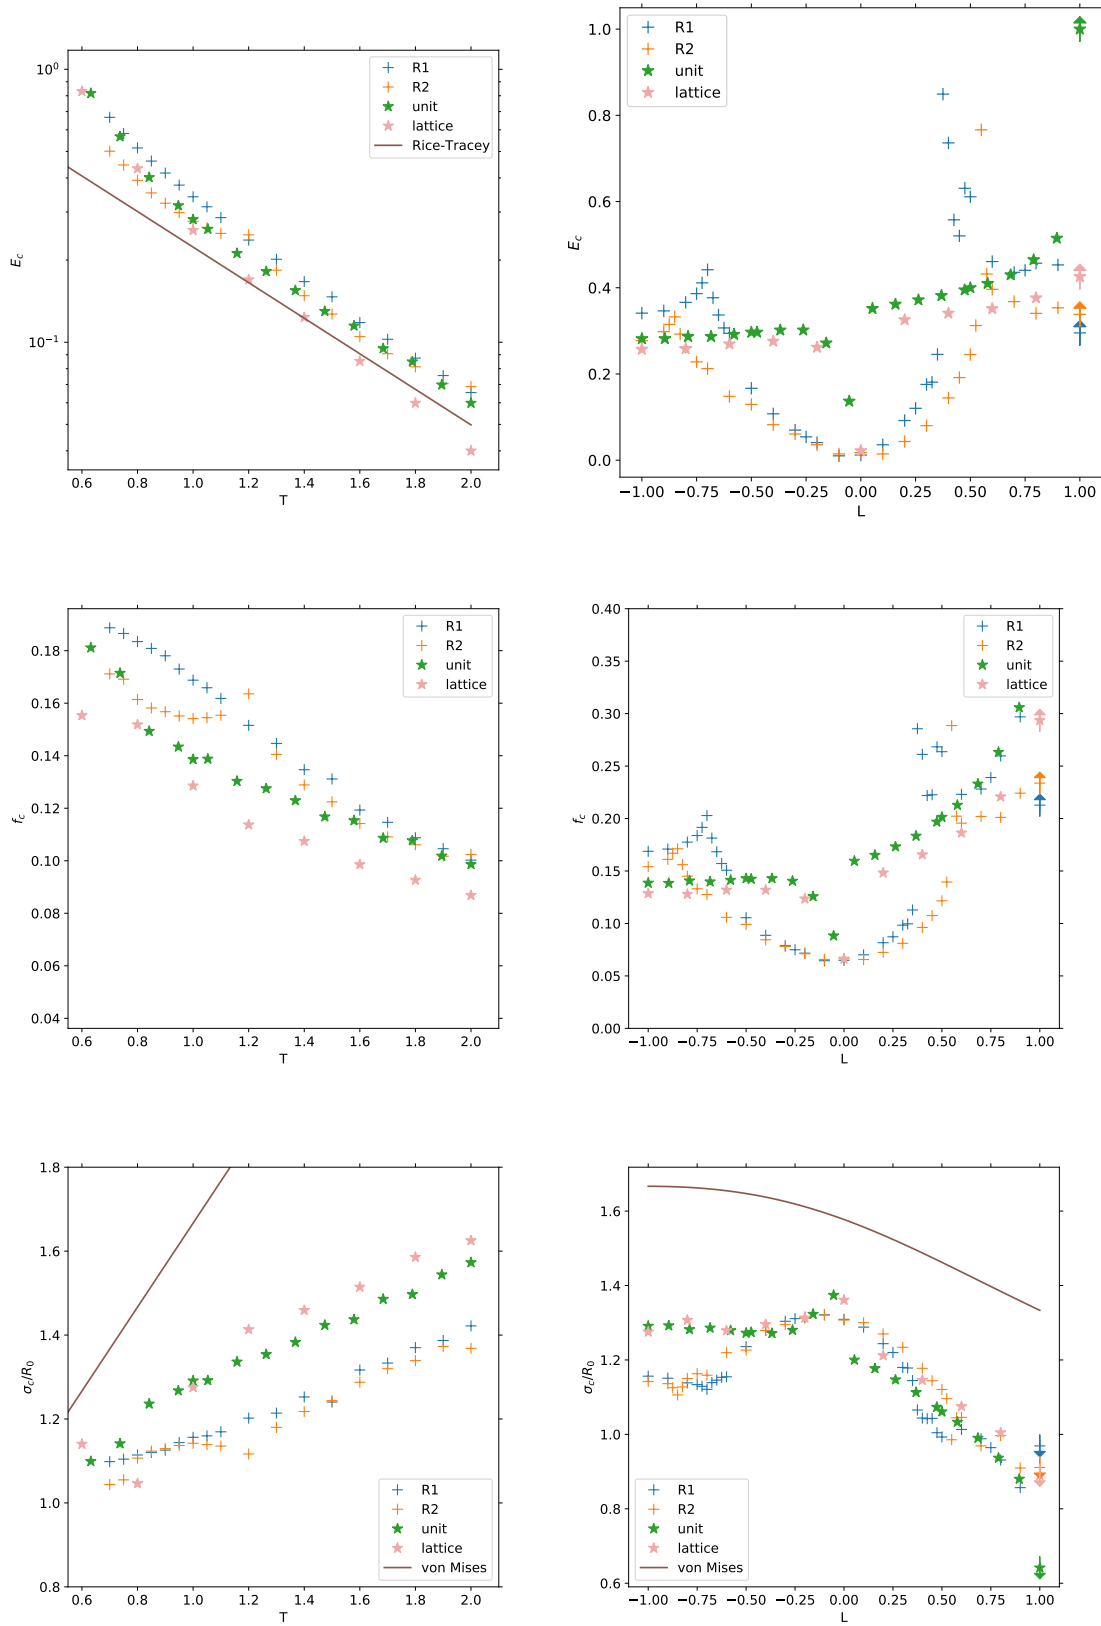 R1
R2
unit
lattice
Rice-Tracey
10⁰
10⁻¹
E_c
0.6 0.8 1.0 1.2 1.4 1.6 1.8 2.0
T
R1
R2
unit
lattice
1.0
0.8
0.6
0.4
0.2
0.0
E_c
−1.00 −0.75 −0.50 −0.25 0.00 0.25 0.50 0.75 1.00
L
R1
R2
unit
lattice
0.18
0.16
0.14
0.12
0.10
0.08
0.06
0.04
f_c
0.6 0.8 1.0 1.2 1.4 1.6 1.8 2.0
T
R1
R2
unit
lattice
0.40
0.35
0.30
0.25
0.20
0.15
0.10
0.05
0.00
f_c
−1.00 −0.75 −0.50 −0.25 0.00 0.25 0.50 0.75 1.00
L
1.8
1.6
1.4
1.2
1.0
0.8
σ_c/R_0
R1
R2
unit
lattice
von Mises
0.6 0.8 1.0 1.2 1.4 1.6 1.8 2.0
T
1.6
1.4
1.2
1.0
0.8
0.6
σ_c/R_0
R1
R2
unit
lattice
von Mises
−1.00 −0.75 −0.50 −0.25 0.00 0.25 0.50 0.75 1.00
L